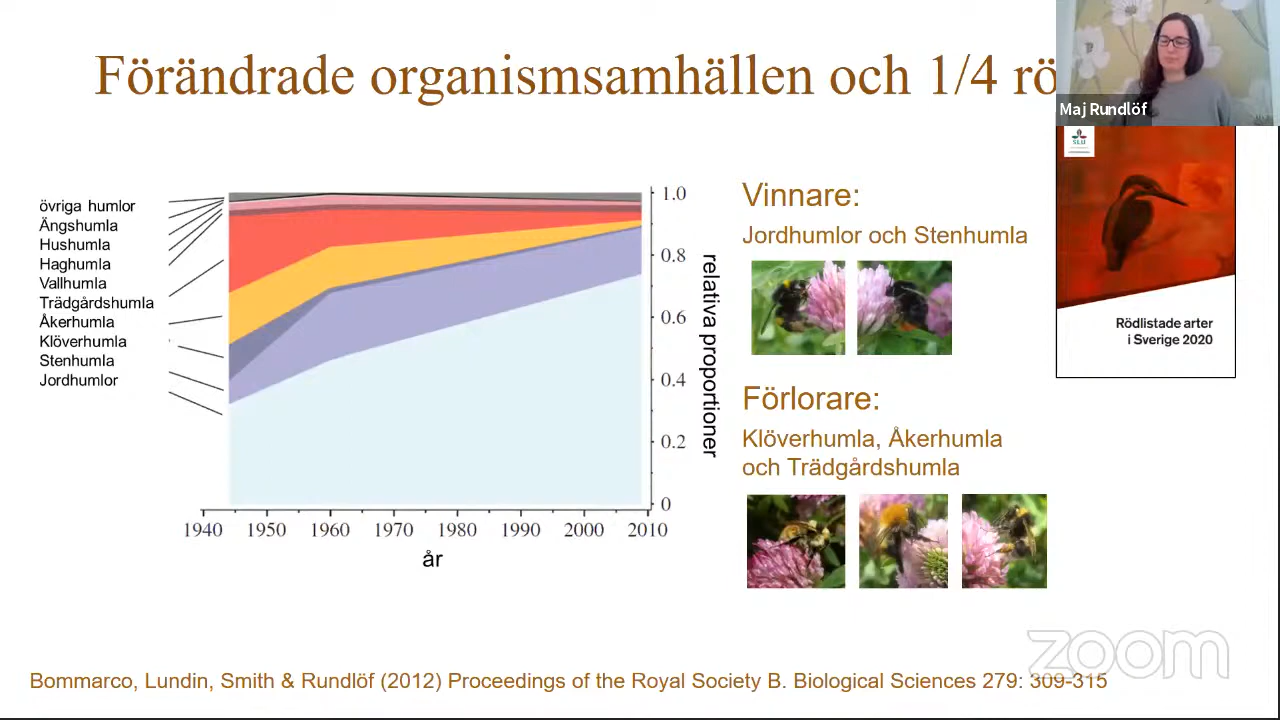 Förändrade organismsamhällen och 1/4 rö
Maj Rundlöf
SLU
övriga humlor
Ängshumla
Hushumla
Haghumla
Vallhumla
Trädgårdshumla
Åkerhumla
Klöverhumla
Stenhumla
Jordhumlor
1.0
0.8
0.6
0.4
0.2
0
relativa proportioner
1940 1950 1960 1970 1980 1990 2000 2010
år
Vinnare:
Jordhumlor och Stenhumla
Förlorare:
Klöverhumla, Åkerhumla
och Trädgårdshumla
Rödlistade arter
i Sverige 2020
zoom
Bommarco, Lundin, Smith & Rundlöf (2012) Proceedings of the Royal Society B. Biological Sciences 279: 309-315